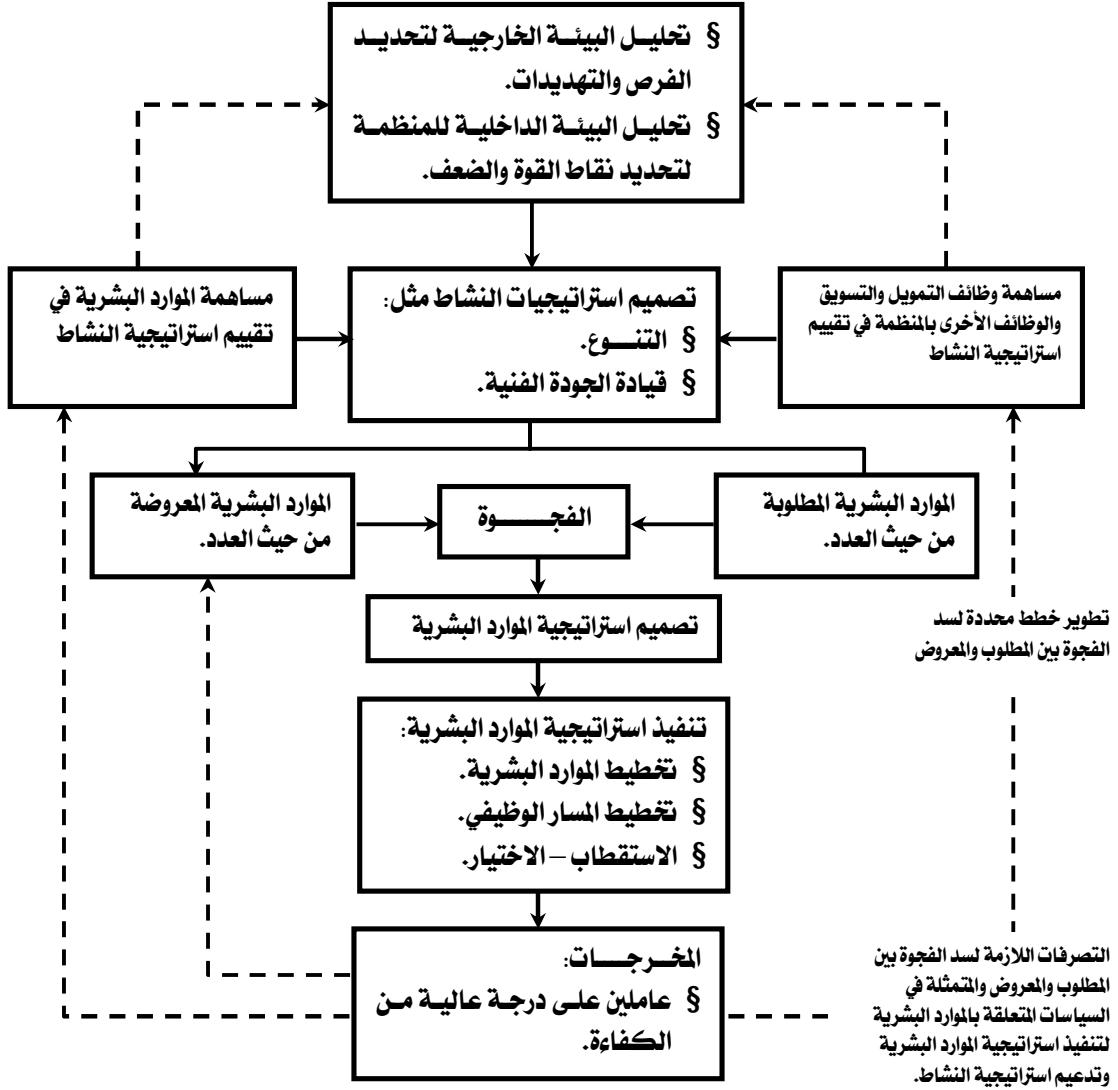 § تحليل البيئة الخارجية لتحديد
الفرص والتهديدات.
§ تحليل البيئة الداخلية للمنظمة
لتحديد نقاط القوة والضعف.
مساهمة الموارد البشرية في
تقييم استراتيجية النشاط
تصميم استراتيجيات النشاط مثل:
§ التنوع.
§ قيادة الجودة الفنية.
مساهمة وظائف التمويل والتسويق
والوظائف الأخرى بالمنظمة في تقييم
استراتيجية النشاط
الموارد البشرية المطلوبة
من حيث العدد.
الفجوة
الموارد البشرية المعروضة
من حيث العدد.
تصميم استراتيجية الموارد البشرية
تطوير خطط محددة لسد
الفجوة بين المطلوب والمعروض
تنفيذ استراتيجية الموارد البشرية:
§ تخطيط الموارد البشرية.
§ تخطيط المسار الوظيفي.
§ الاستقطاب – الاختيار.
المخرجات:
§ عاملين على درجة عالية من
الكفاءة.
التصرفات اللازمة لسد الفجوة بين
المطلوب والمعروض والمتمثلة في
السياسات المتعلقة بالموارد البشرية
لتنفيذ استراتيجية الموارد البشرية
وتدعيم استراتيجية النشاط.